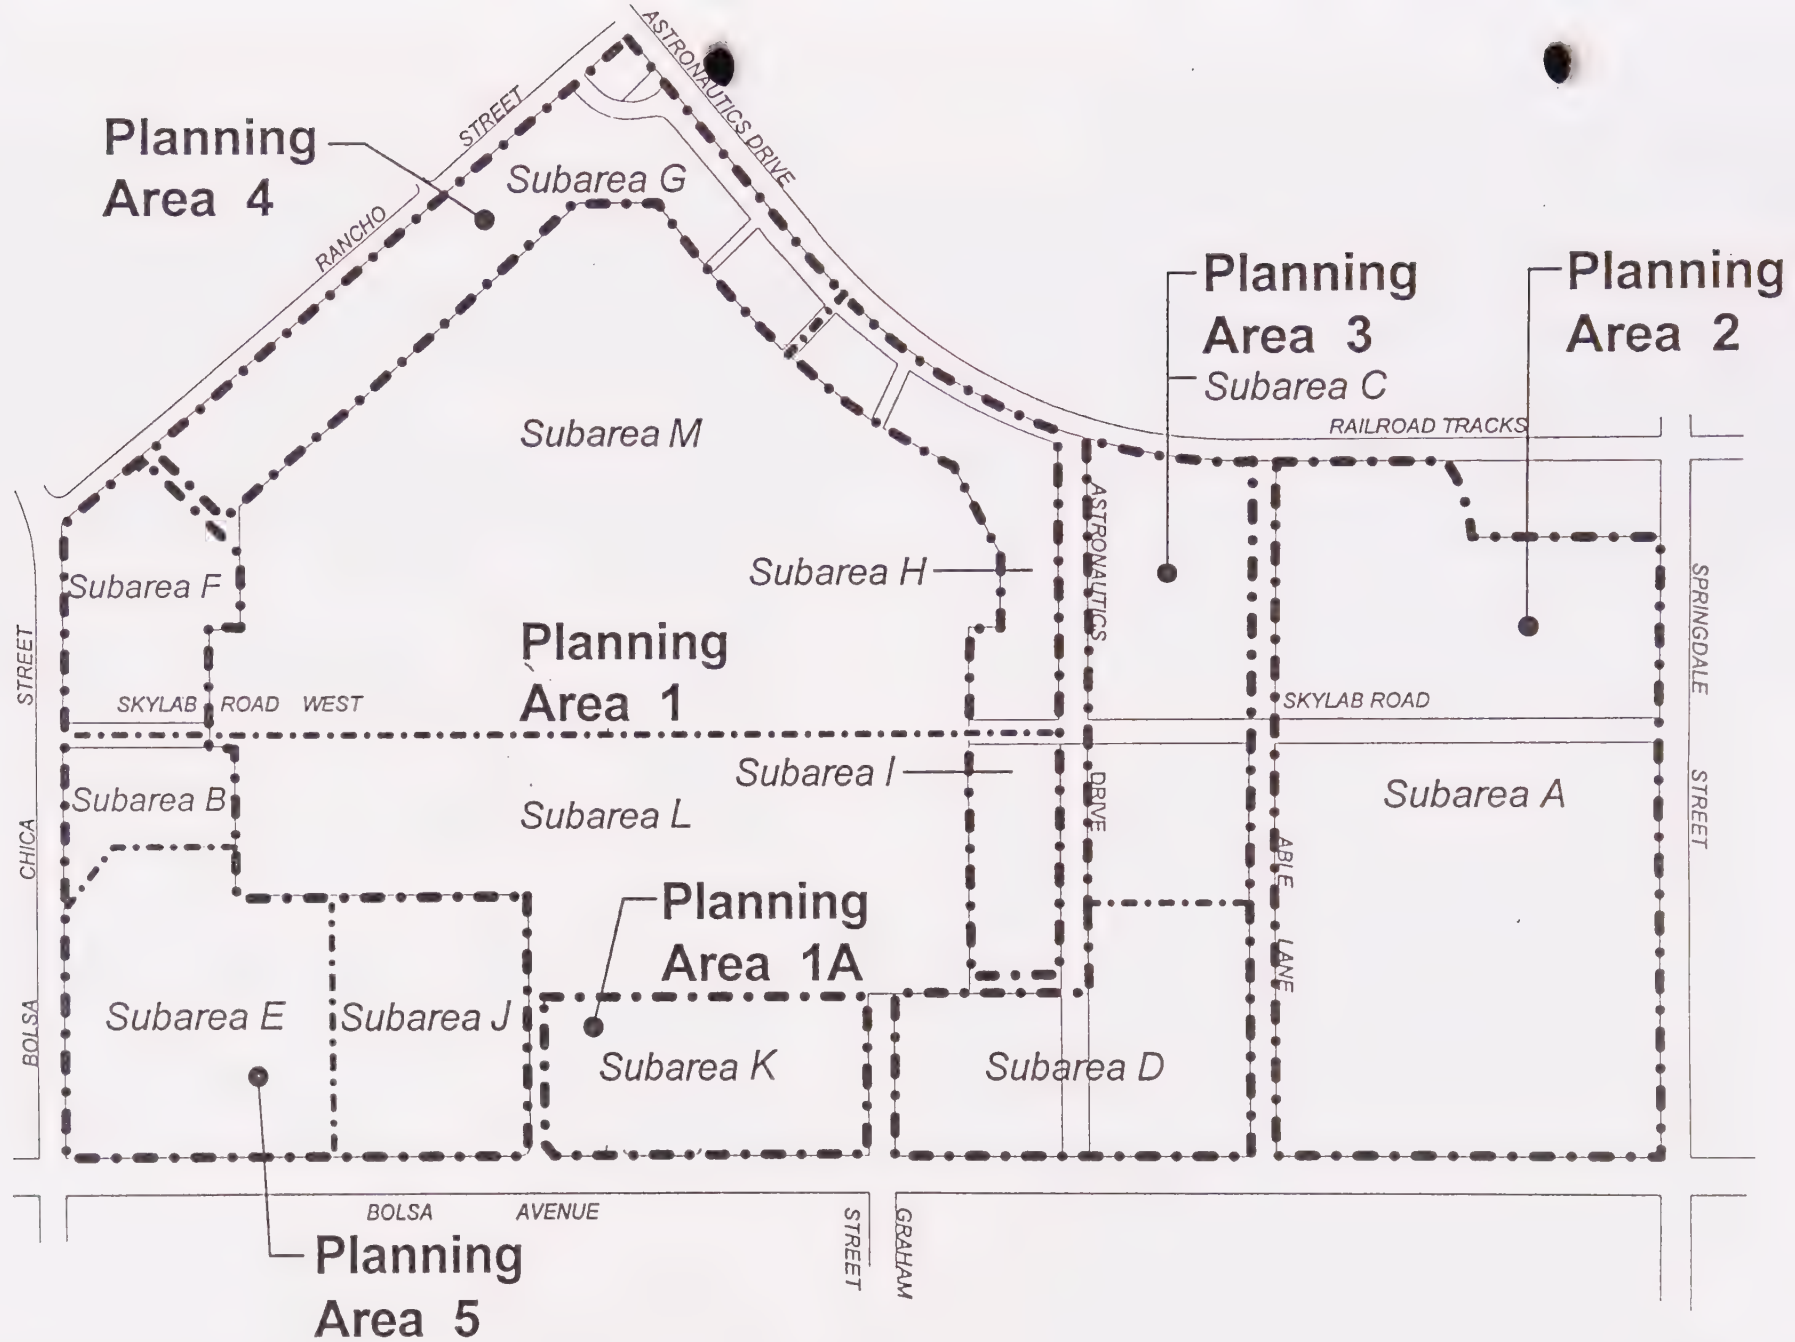 ASTRONAUTICS DRIVE
RANCHO STREET
Planning
Area 4
Subarea G
Planning
Area 3
Subarea C
Planning
Area 2
RAILROAD TRACKS
Subarea M
ASTRONAUTICS DRIVE
Subarea H
Subarea F
SPRINGDALE STREET
Planning
Area 1
SKYLAB ROAD WEST
SKYLAB ROAD
Subarea I
Subarea A
Subarea B
Subarea L
BOLSA CHICA STREET
ABLE LANE
Planning
Area 1A
Subarea E
Subarea J
Subarea K
Subarea D
BOLSA AVENUE
GRAHAM
STREET
Planning
Area 5